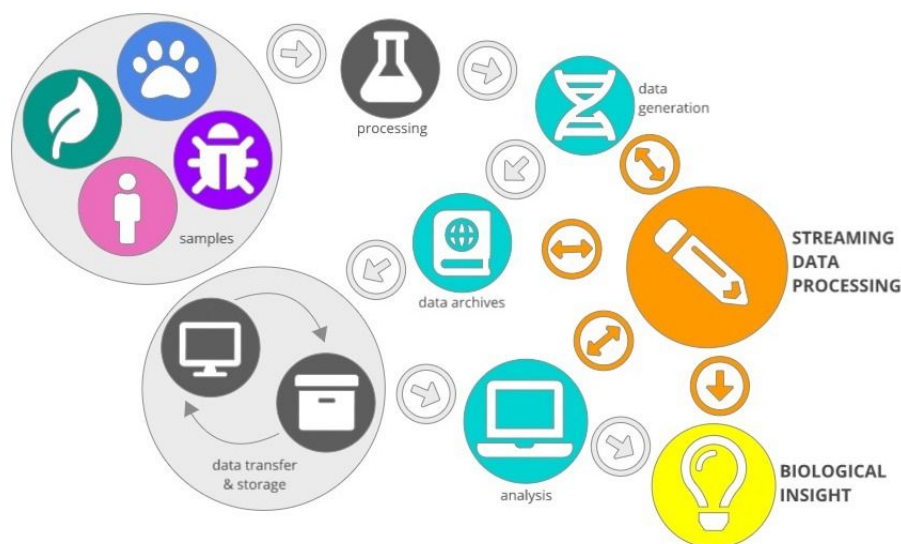 samples
processing
data
generation
data archives
STREAMING
DATA
PROCESSING
data transfer
& storage
analysis
BIOLOGICAL
INSIGHT